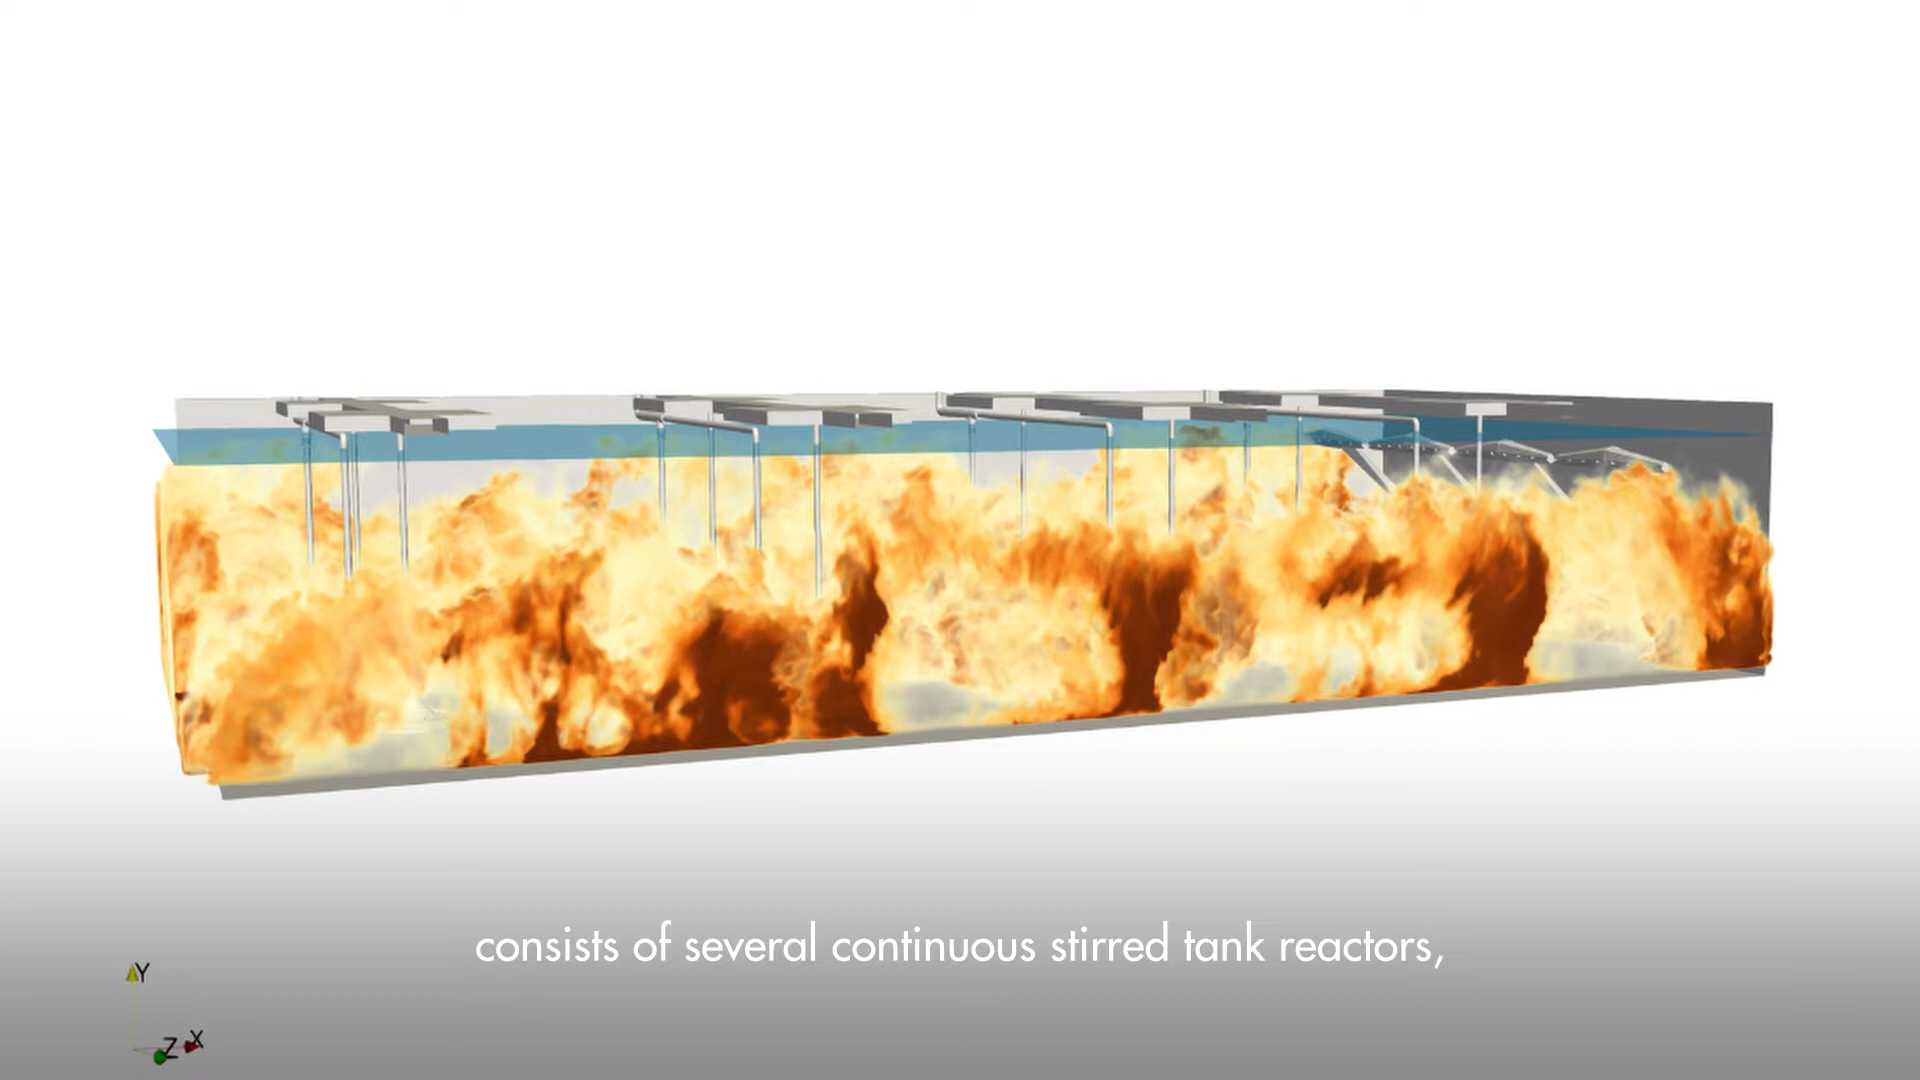 consists of several continuous stirred tank reactors,
Y
Z
X